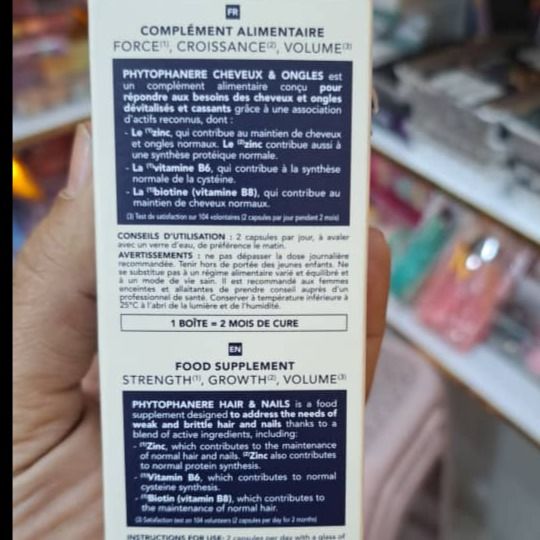 FR
COMPLÉMENT ALIMENTAIRE
FORCE⁽¹⁾, CROISSANCE⁽²⁾, VOLUME⁽³⁾
PHYTOPHANERE CHEVEUX & ONGLES est
un complément alimentaire conçu pour
répondre aux besoins des cheveux et ongles
dévitalisés et cassants grâce à une association
d'actifs reconnus, dont :
- Le ⁽¹⁾zinc, qui contribue au maintien de cheveux
et ongles normaux. Le ⁽²⁾zinc contribue aussi à
une synthèse protéique normale.
- La ⁽¹⁾vitamine B6, qui contribue à la synthèse
normale de la cystéine.
- La ⁽¹⁾biotine (vitamine B8), qui contribue au
maintien de cheveux normaux.
(3) Test de satisfaction sur 104 volontaires (2 capsules par jour pendant 2 mois)
CONSEILS D'UTILISATION : 2 capsules par jour, à avaler
avec un verre d'eau, de préférence le matin.
AVERTISSEMENTS : ne pas dépasser la dose journalière
recommandée. Tenir hors de portée des jeunes enfants. Ne
se substitue pas à un régime alimentaire varié et équilibré et
à un mode de vie sain. Il est recommandé aux femmes
enceintes et allaitantes de prendre conseil auprès d'un
professionnel de santé. Conserver à température inférieure à
25°C à l'abri de la lumière et de l'humidité.
1 BOÎTE = 2 MOIS DE CURE
EN
FOOD SUPPLEMENT
STRENGTH⁽¹⁾, GROWTH⁽²⁾, VOLUME⁽³⁾
PHYTOPHANERE HAIR & NAILS is a food
supplement designed to address the needs of
weak and brittle hair and nails thanks to a
blend of active ingredients, including:
- ⁽¹⁾Zinc, which contributes to the maintenance
of normal hair and nails. ⁽²⁾Zinc also contributes
to normal protein synthesis.
- ⁽¹⁾Vitamin B6, which contributes to normal
cysteine synthesis.
- ⁽¹⁾Biotin (vitamin B8), which contributes to
the maintenance of normal hair.
(3) Satisfaction test on 104 volunteers (2 capsules per day for 2 months)
INSTRUCTIONS FOR USE: 2 capsules per day with a glass of